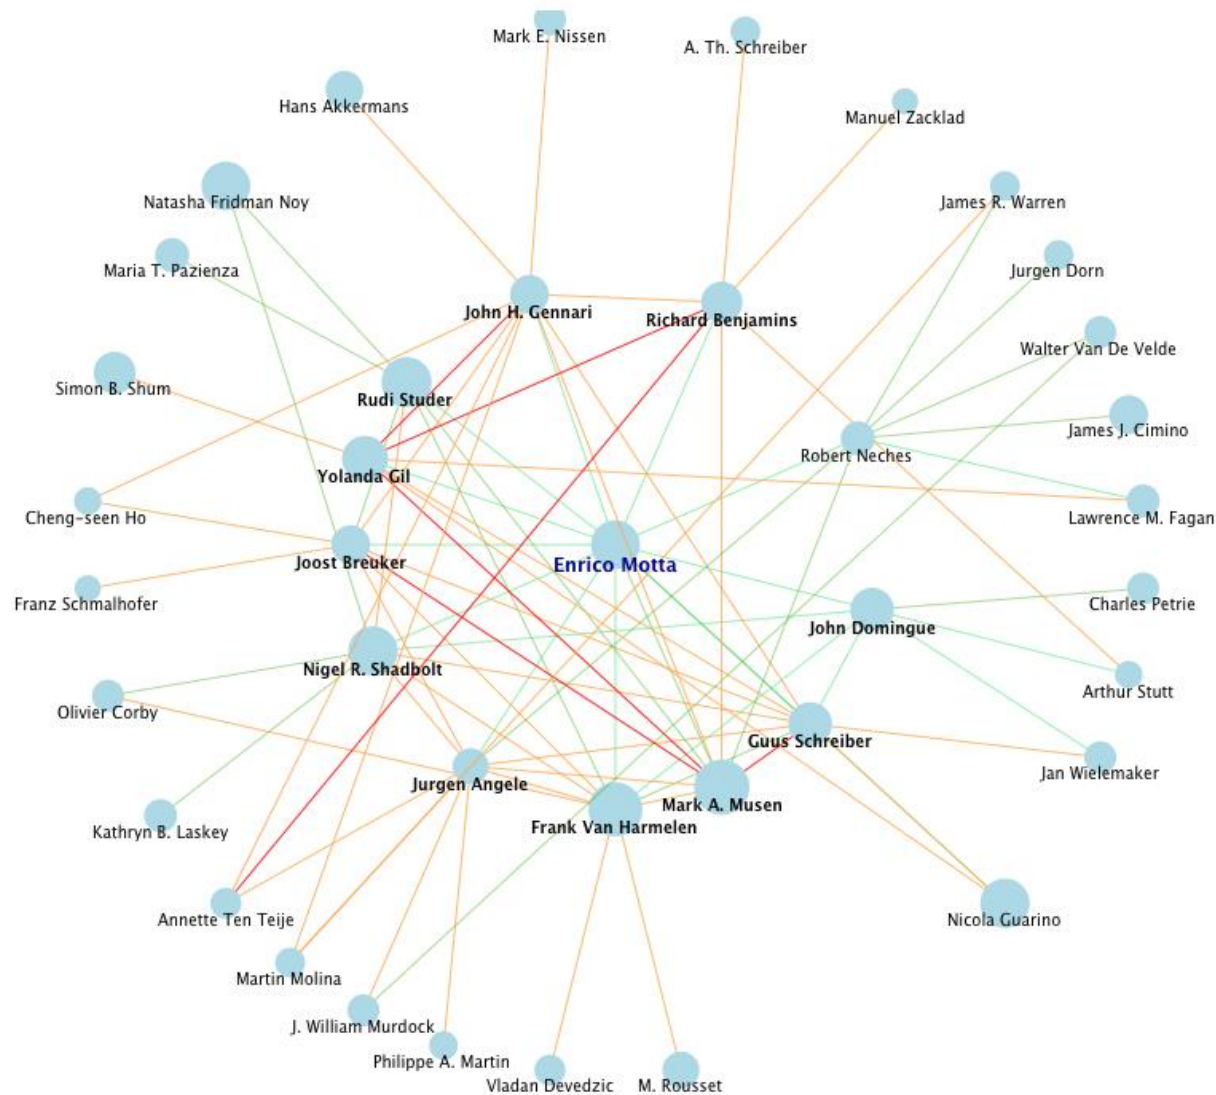 Mark E. Nissen
A. Th. Schreiber
Hans Akkermans
Manuel Zacklad
Natasha Fridman Noy
James R. Warren
Maria T. Pazienza
Jurgen Dorn
John H. Gennari
Richard Benjamins
Walter Van De Velde
Simon B. Shum
Rudi Studer
James J. Cimino
Robert Neches
Yolanda Gil
Cheng-seen Ho
Lawrence M. Fagan
Joost Breuker
Enrico Motta
Franz Schmalhofer
Charles Petrie
John Domingue
Nigel R. Shadbolt
Arthur Stutt
Olivier Corby
Guus Schreiber
Jan Wielemaker
Jurgen Angele
Mark A. Musen
Frank Van Harmelen
Kathryn B. Laskey
Annette Ten Teije
Nicola Guarino
Martin Molina
J. William Murdock
Philippe A. Martin
Vladan Devedzic
M. Rousset